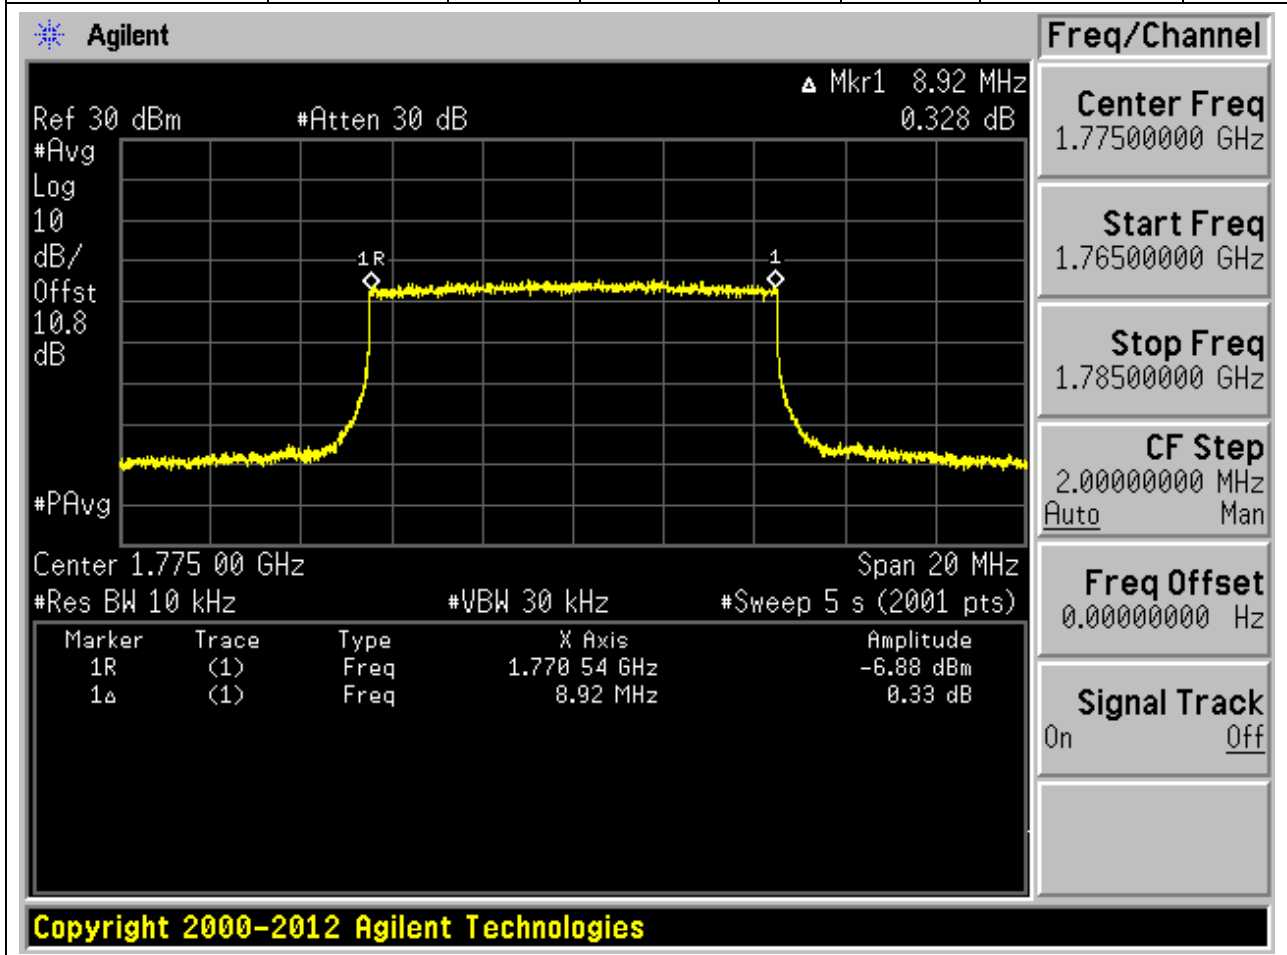 Agilent
Freq/Channel
▵ Mkr1 8.92 MHz
Ref 30 dBm #Atten 30 dB 0.328 dB
#Avg
Log
10
dB/
Offst
10.8
dB
#PAvg
1R
1
Center 1.775 00 GHz Span 20 MHz
#Res BW 10 kHz #VBW 30 kHz #Sweep 5 s (2001 pts)
Marker Trace Type X Axis Amplitude
1R (1) Freq 1.770 54 GHz -6.88 dBm
1▵ (1) Freq 8.92 MHz 0.33 dB
Center Freq
1.77500000 GHz
Start Freq
1.76500000 GHz
Stop Freq
1.78500000 GHz
CF Step
2.00000000 MHz
Auto Man
Freq Offset
0.00000000 Hz
Signal Track
On Off
Copyright 2000-2012 Agilent Technologies